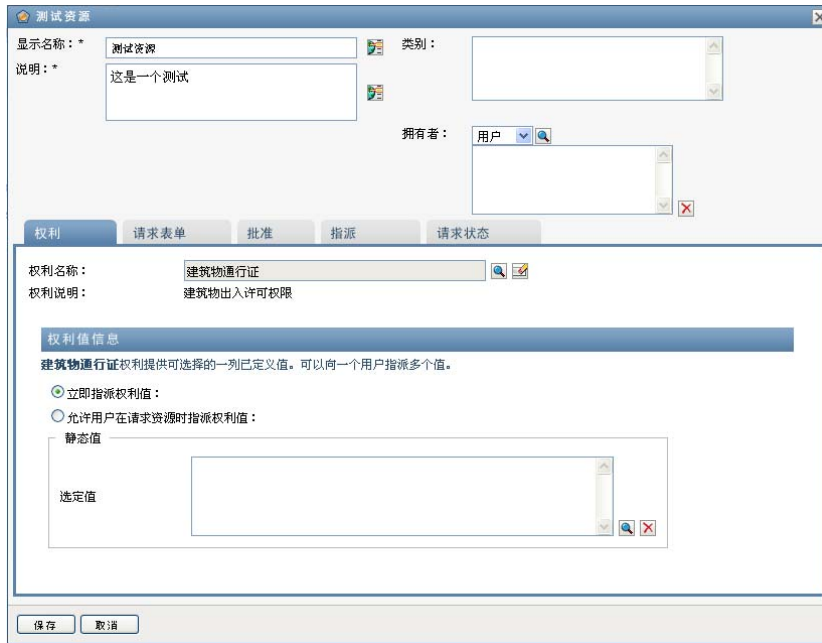 测试资源
显示名称：*
测试资源
类别：
说明：*
这是一个测试
拥有者：
用户
权利
请求表单
批准
指派
请求状态
权利名称：
建筑物通行证
权利说明：
建筑物出入许可权限
权利值信息
建筑物通行证权利提供可选择的一列已定义值。可以向一个用户指派多个值。
立即指派权利值：
允许用户在请求资源时指派权利值：
静态值
选定值
保存
取消